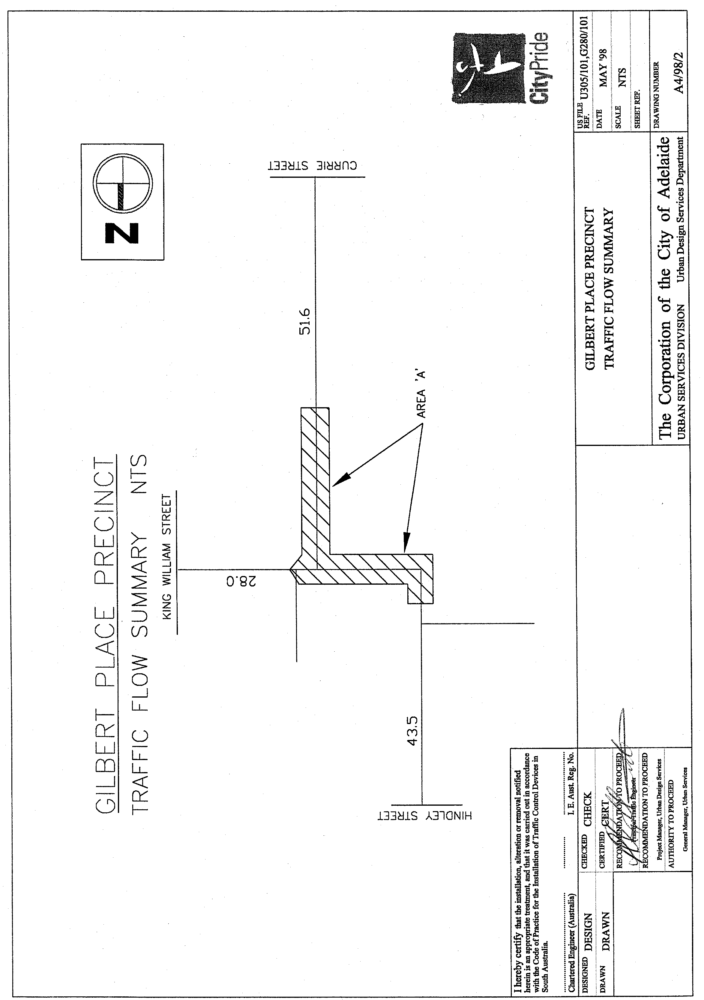 GILBERT PLACE PRECINCT
TRAFFIC FLOW SUMMARY NTS
KING WILLIAM STREET
N
28.0
51.6
CURRIE STREET
AREA 'A'
43.5
HINDLEY STREET
CityPride
I hereby certify that the installation, alteration or removal notified
herein is an appropriate treatment, and that it was carried out in accordance
with the Code of Practice for the Installation of Traffic Control Devices in
South Australia.
Chartered Engineer (Australia)
I. E. Aust. Reg. No.
DESIGNED DESIGN
CHECKED CHECK
DRAWN DRAWN
CERTIFIED CERT
RECOMMENDATION TO PROCEED
Principal Traffic Engineer
RECOMMENDATION TO PROCEED
Project Manager, Urban Design Services
AUTHORITY TO PROCEED
General Manager, Urban Services
GILBERT PLACE PRECINCT
TRAFFIC FLOW SUMMARY
The Corporation of the City of Adelaide
URBAN SERVICES DIVISION Urban Design Services Department
US FILE REF. U305/101,G280/101
DATE MAY '98
SCALE NTS
SHEET REF.
DRAWING NUMBER
A4/98/2